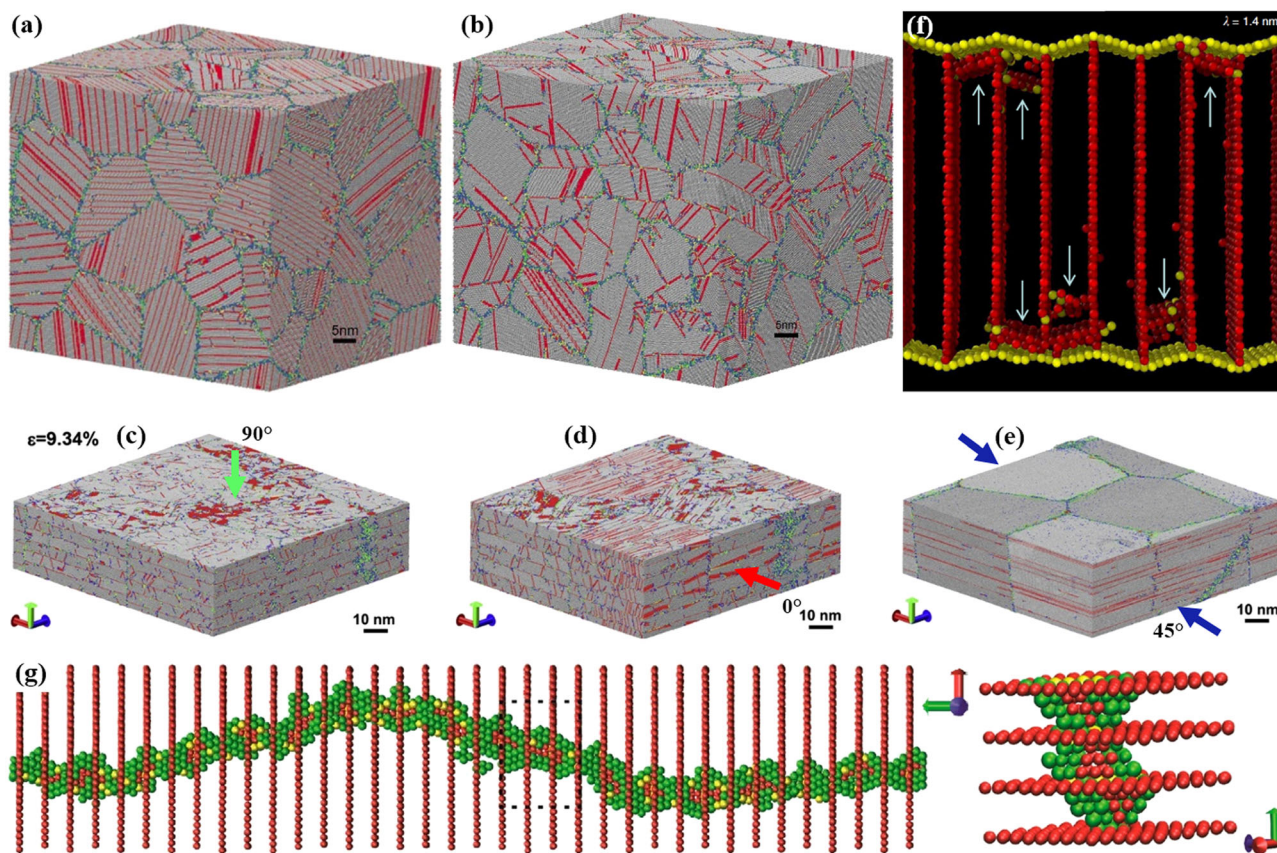 (a)
(b)
(f)
λ = 1.4 nm
5nm
5nm
ε=9.34%
(c)
90°
(d)
(e)
0°
45°
10 nm
10 nm
10 nm
(g)